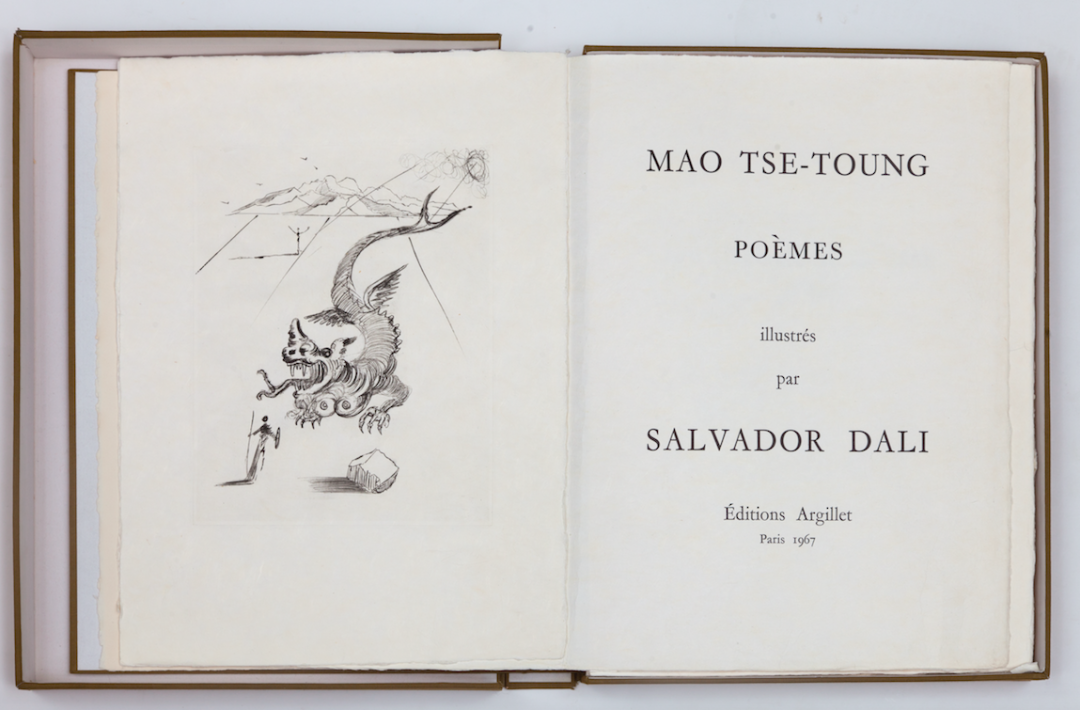 MAO TSE-TOUNG
POÈMES
illustrés
par
SALVADOR DALI
Éditions Argillet
Paris 1967